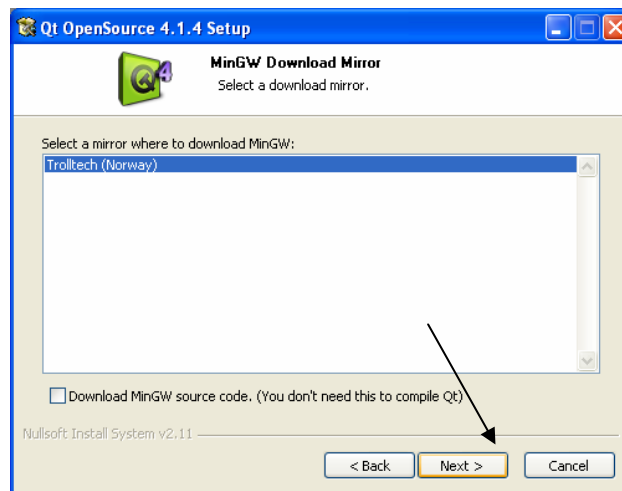 Qt OpenSource 4.1.4 Setup
MinGW Download Mirror
Select a download mirror.
Select a mirror where to download MinGW:
Trolltech (Norway)
Download MinGW source code. (You don't need this to compile Qt)
Nullsoft Install System v2.11
< Back Next > Cancel